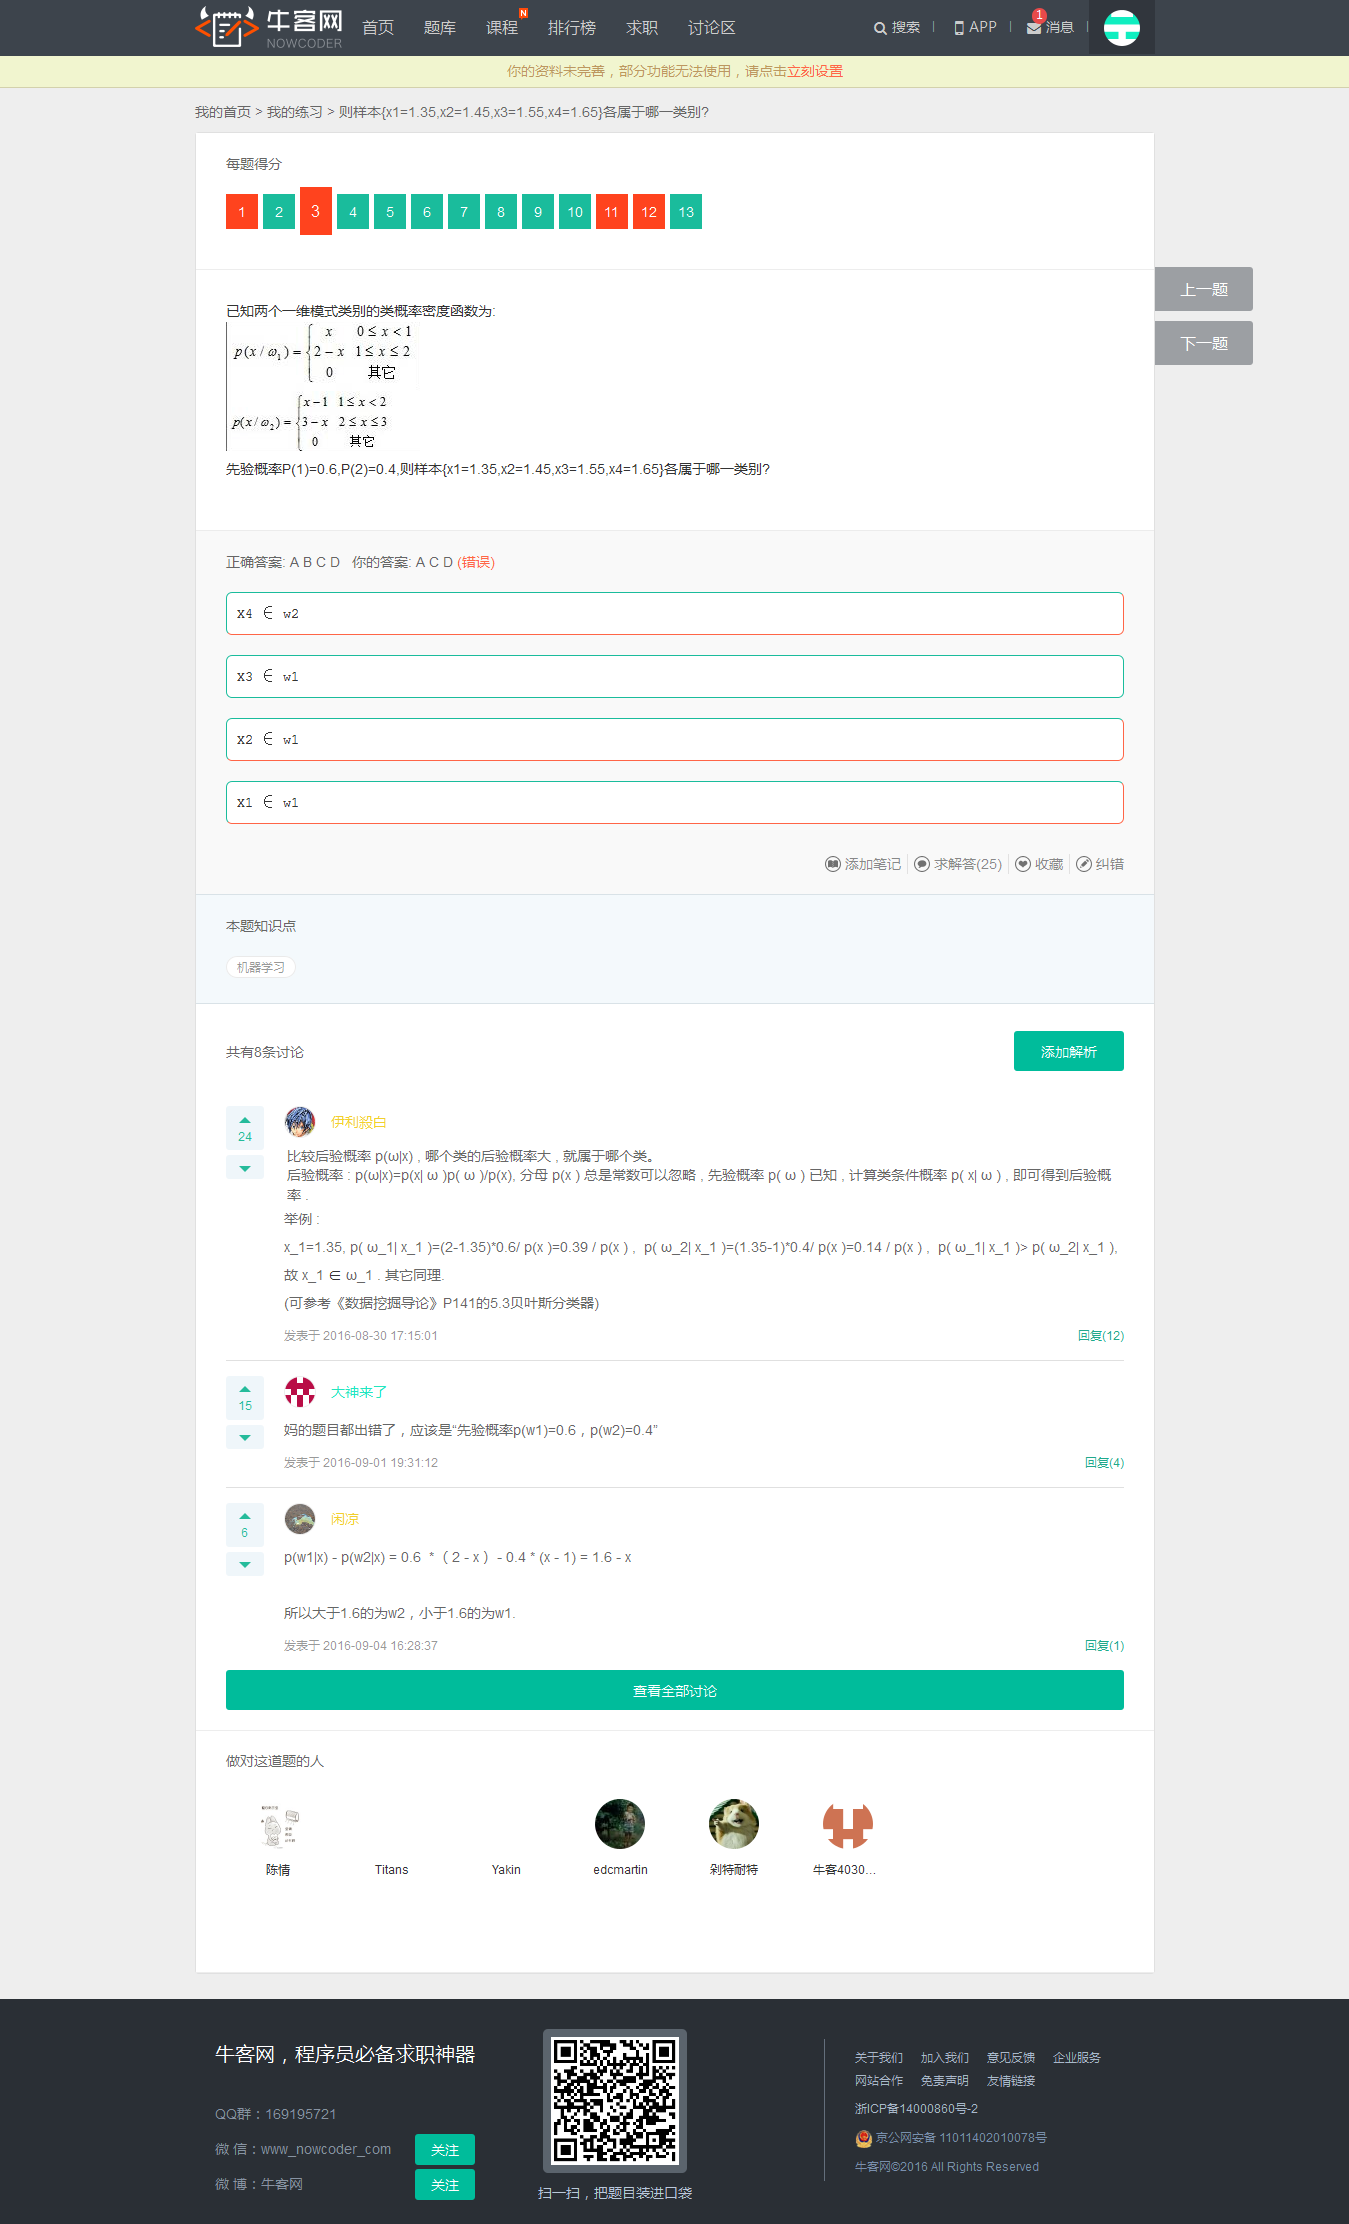 牛客网
NOWCODER
首页 题库 课程 N 排行榜 求职 讨论区 搜索 APP 1 消息
你的资料未完善，部分功能无法使用，请点击立刻设置
我的首页 > 我的练习 > 则样本{x1=1.35,x2=1.45,x3=1.55,x4=1.65}各属于哪一类别?
每题得分
1 2 3 4 5 6 7 8 9 10 11 12 13
上一题
下一题
已知两个一维模式类别的类概率密度函数为:
x 0≤x<1
p(x/ω1)={2−x 1≤x≤2
0 其它
x−1 1≤x<2
p(x/ω2)={3−x 2≤x≤3
0 其它
先验概率P(1)=0.6,P(2)=0.4,则样本{x1=1.35,x2=1.45,x3=1.55,x4=1.65}各属于哪一类别?
正确答案: A B C D 你的答案: A C D (错误)
x4 ∈ w2
x3 ∈ w1
x2 ∈ w1
x1 ∈ w1
添加笔记 求解答(25) 收藏 纠错
本题知识点
机器学习
共有8条讨论
添加解析
24
伊利殿白
比较后验概率 p(ω|x) , 哪个类的后验概率大 , 就属于哪个类。
后验概率 : p(ω|x)=p(x| ω )p( ω )/p(x), 分母 p(x ) 总是常数可以忽略 , 先验概率 p( ω ) 已知 , 计算类条件概率 p( x| ω ) , 即可得到后验概
率 .
举例 :
x_1=1.35, p( ω_1| x_1 )=(2-1.35)*0.6/ p(x )=0.39 / p(x ) , p( ω_2| x_1 )=(1.35-1)*0.4/ p(x )=0.14 / p(x ) , p( ω_1| x_1 )> p( ω_2| x_1 ),
故 x_1 ∈ ω_1 . 其它同理.
(可参考《数据挖掘导论》P141的5.3贝叶斯分类器)
发表于 2016-08-30 17:15:01 回复(12)
15
大神来了
妈的题目都出错了，应该是“先验概率p(w1)=0.6，p(w2)=0.4”
发表于 2016-09-01 19:31:12 回复(4)
6
闲凉
p(w1|x) - p(w2|x) = 0.6 *（ 2 - x ）- 0.4 * (x - 1) = 1.6 - x
所以大于1.6的为w2，小于1.6的为w1.
发表于 2016-09-04 16:28:37 回复(1)
查看全部讨论
做对这道题的人
陈情 Titans Yakin edcmartin 剁特耐特 牛客4030...
牛客网，程序员必备求职神器
QQ群：169195721
微 信：www_nowcoder_com 关注
微 博：牛客网 关注
扫一扫，把题目装进口袋
关于我们 加入我们 意见反馈 企业服务
网站合作 免责声明 友情链接
浙ICP备14000860号-2
京公网安备 11011402010078号
牛客网©2016 All Rights Reserved